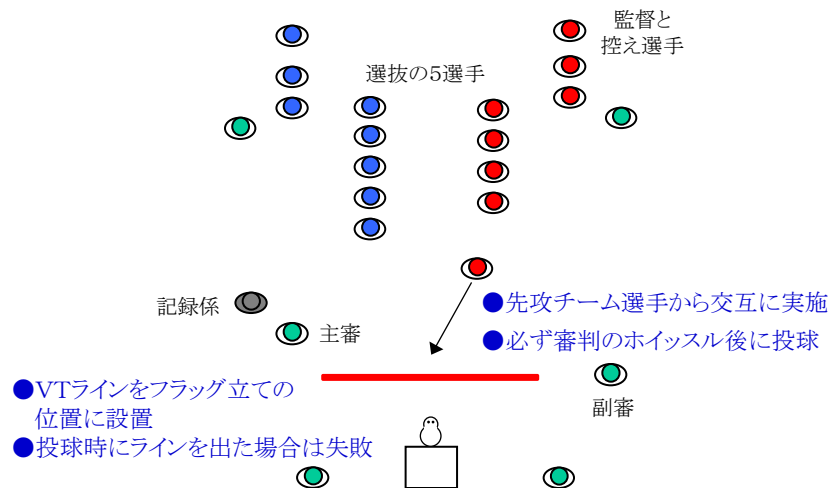 監督と
控え選手
選抜の5選手
記録係
主審
●先攻チーム選手から交互に実施
●必ず審判のホイッスル後に投球
副審
●VTラインをフラッグ立ての
位置に設置
●投球時にラインを出た場合は失敗